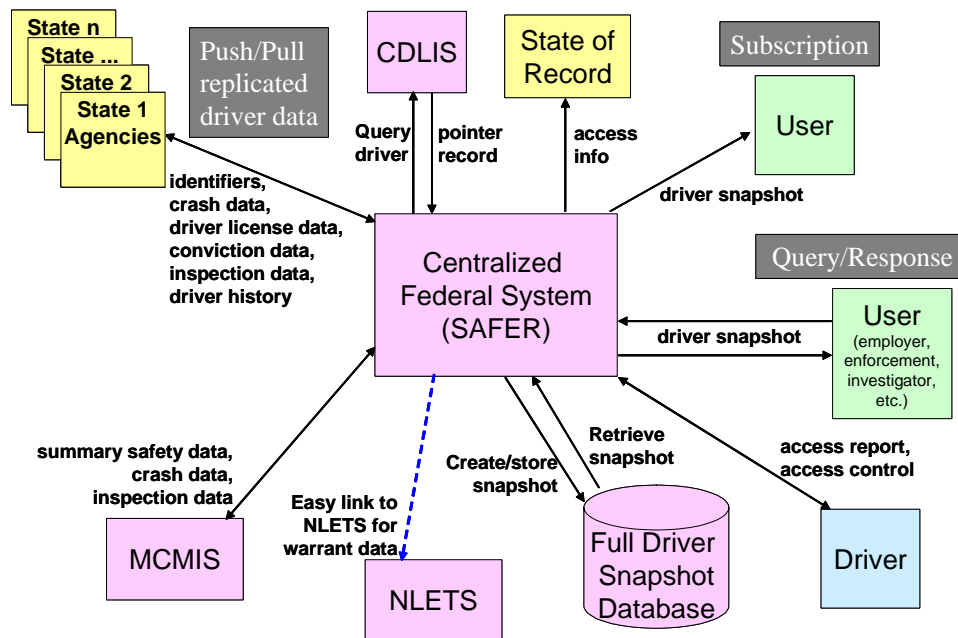 State n
State ...
State 2
State 1
Agencies
Push/Pull
replicated
driver data
CDLIS
State of
Record
Subscription
User
Query
driver
pointer
record
access
info
driver snapshot
identifiers,
crash data,
driver license data,
conviction data,
inspection data,
driver history
Centralized
Federal System
(SAFER)
Query/Response
User
(employer,
enforcement,
investigator,
etc.)
driver snapshot
summary safety data,
crash data,
inspection data
MCMIS
Easy link to
NLETS for
warrant data
NLETS
Create/store
snapshot
Retrieve
snapshot
Full Driver
Snapshot
Database
access report,
access control
Driver